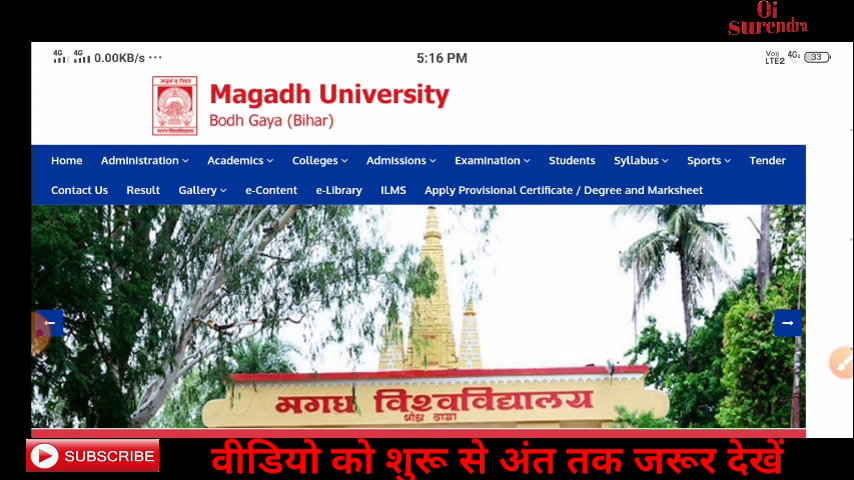 Oi
surendra
4G 4G 0.00KB/s ···
5:16 PM
Vo)) LTE2 4G 33
Magadh University
Bodh Gaya (Bihar)
Home Administration Academics Colleges Admissions Examination Students Syllabus Sports Tender
Contact Us Result Gallery e-Content e-Library ILMS Apply Provisional Certificate / Degree and Marksheet
मगध विश्वविद्यालय
बोध गया
SUBSCRIBE
वीडियो को शुरू से अंत तक जरूर देखें